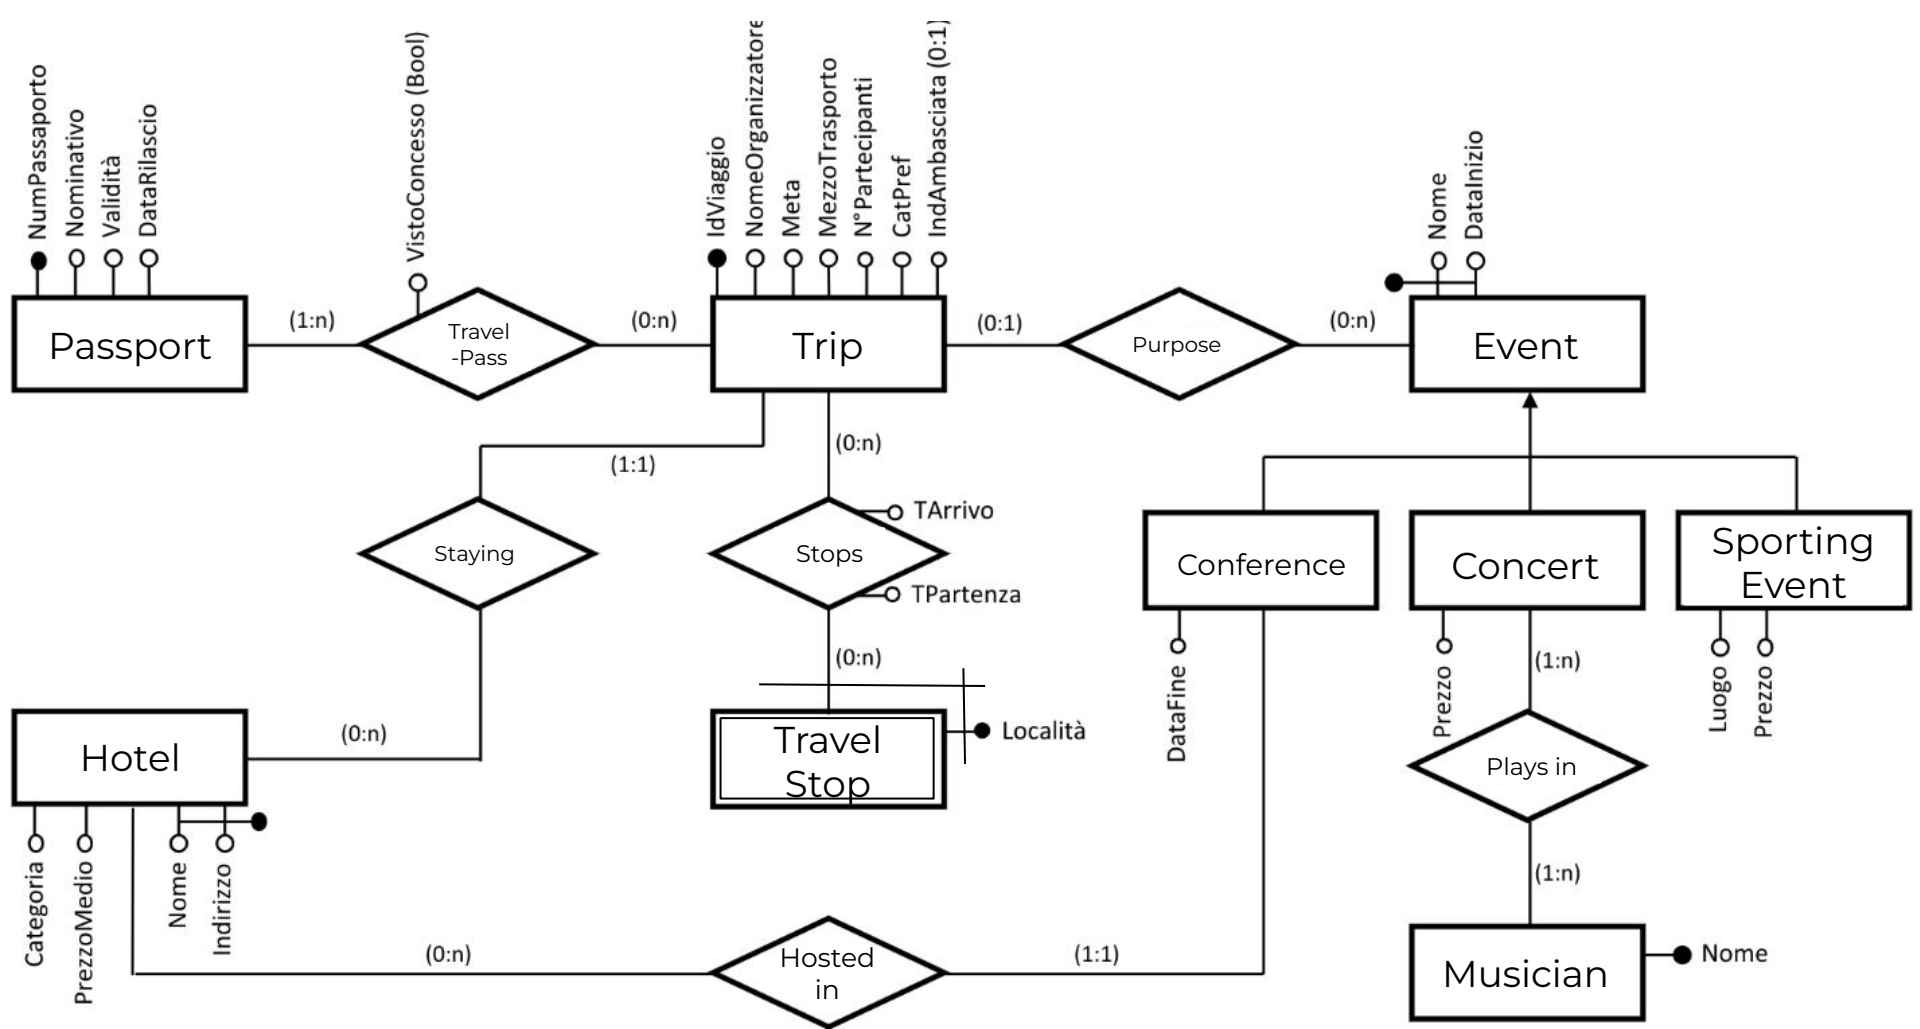 NumPassaporto
Nominativo
Validità
DataRilascio
VistoConcesso (Bool)
IdViaggio
NomeOrganizzatore
Meta
MezzoTrasporto
N°Partecipanti
CatPref
IndAmbasciata (0:1)
Nome
DataInizio
Passport
(1:n)
Travel
-Pass
(0:n)
Trip
(0:1)
Purpose
(0:n)
Event
(1:1)
(0:n)
Staying
Stops
TArrivo
TPartenza
(0:n)
Conference
Concert
Sporting
Event
DataFine
Prezzo
(1:n)
Luogo
Prezzo
Hotel
(0:n)
Travel
Stop
Località
Plays in
Categoria
PrezzoMedio
Nome
Indirizzo
(1:n)
(0:n)
Hosted
in
(1:1)
Musician
Nome